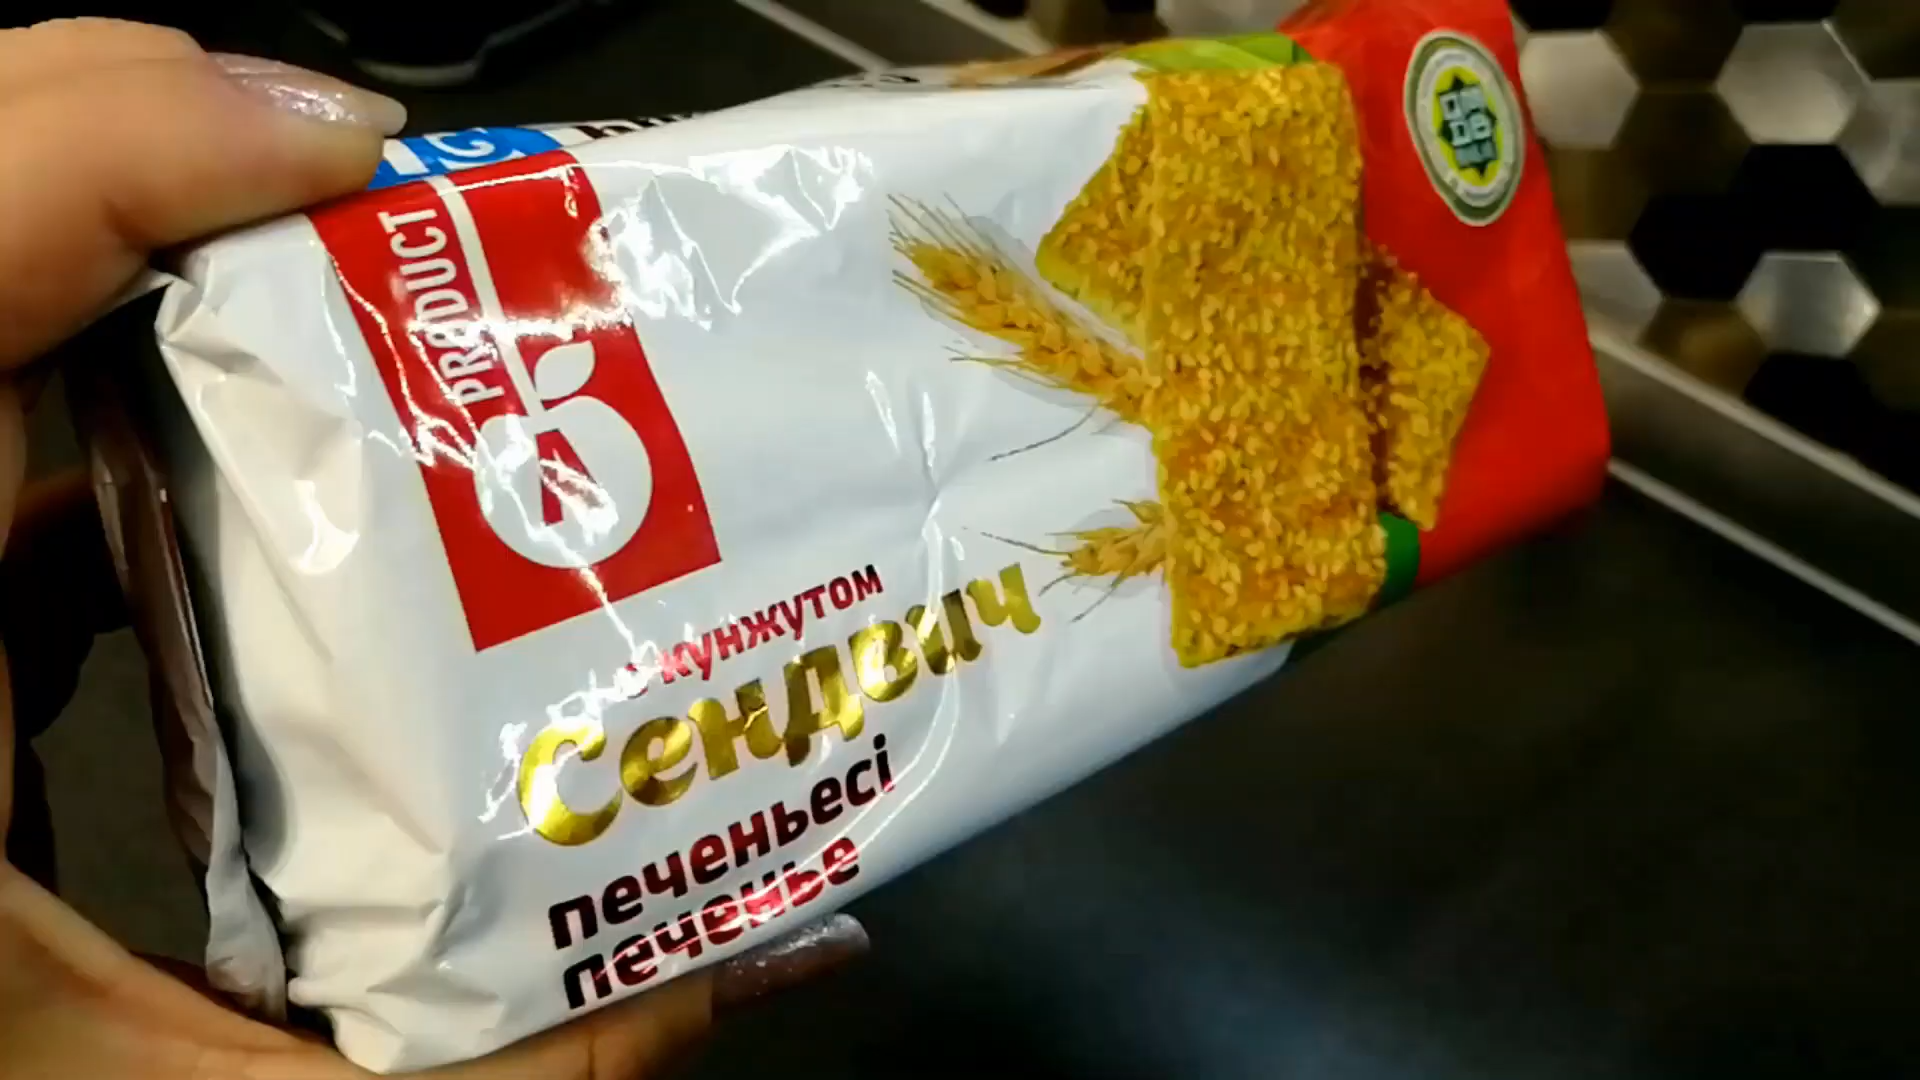 PRODUCT
A
с кунжутом
Сендвич
печеньесі
печенье